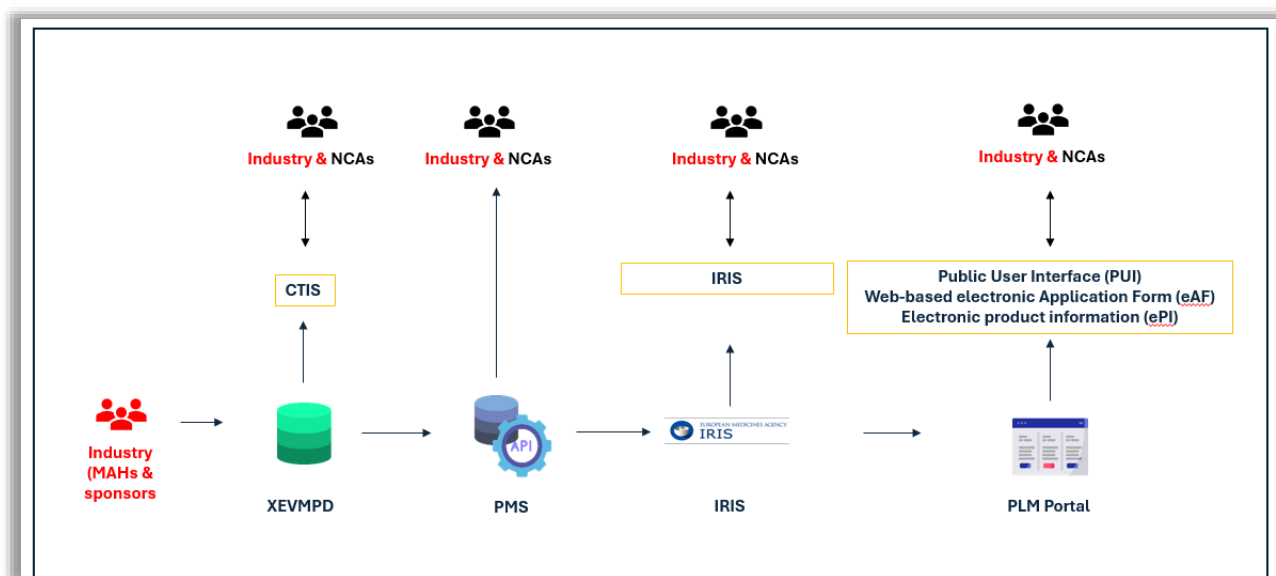 Industry & NCAs
Industry & NCAs
Industry & NCAs
Industry & NCAs
CTIS
IRIS
Public User Interface (PUI)
Web-based electronic Application Form (eAF)
Electronic product information (ePI)
Industry
(MAHs &
sponsors
API
EUROPEAN MEDICINES AGENCY
IRIS
XEVMPD
PMS
IRIS
PLM Portal